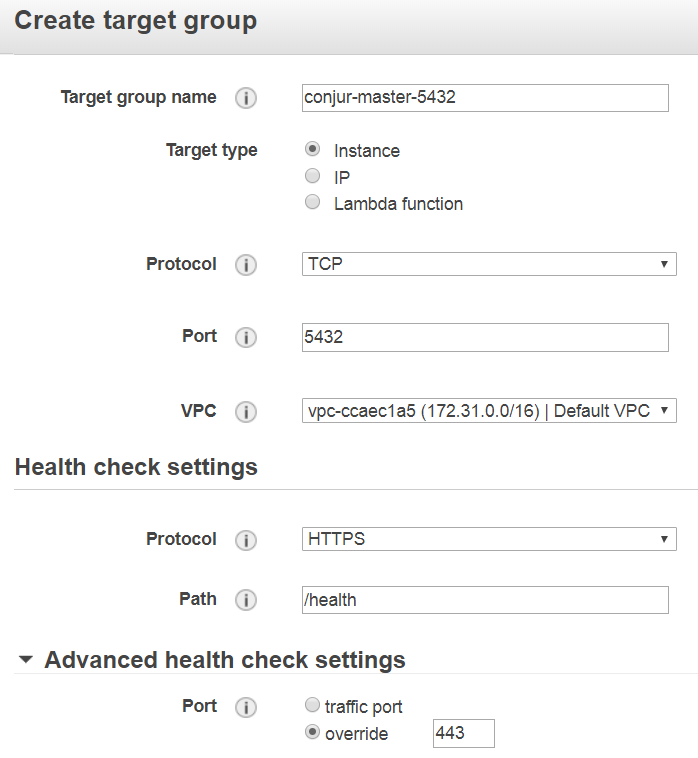 Create target group
Target group name i conjur-master-5432
Target type Instance
IP
Lambda function
Protocol i TCP
Port i 5432
VPC i vpc-ccaec1a5 (172.31.0.0/16) | Default VPC
Health check settings
Protocol i HTTPS
Path i /health
Advanced health check settings
Port i traffic port
override 443